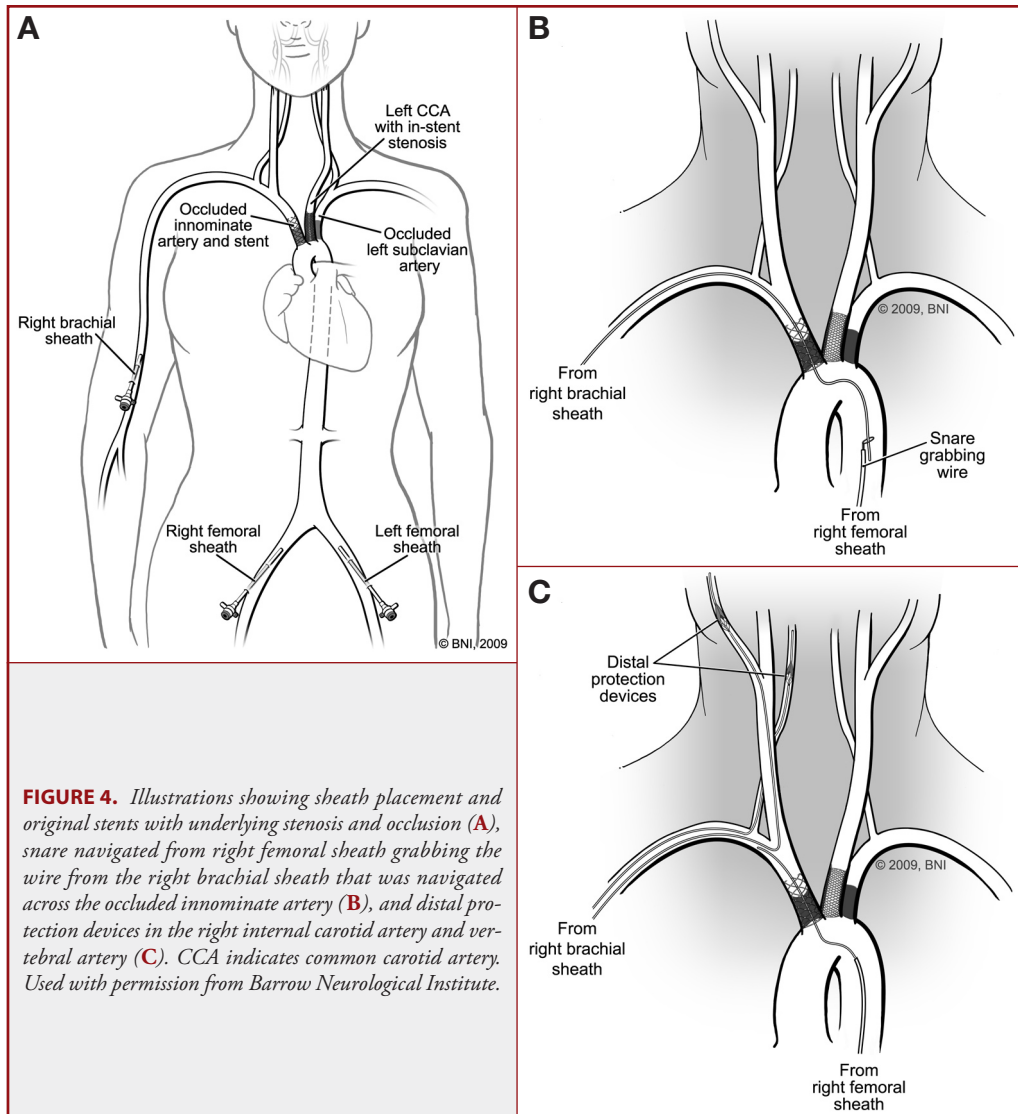 A
Left CCA
with in-stent
stenosis
Occluded
innominate
artery and stent
Occluded
left subclavian
artery
Right brachial
sheath
Right femoral
sheath
Left femoral
sheath
© BNI, 2009
B
© 2009, BNI
From
right brachial
sheath
Snare
grabbing
wire
From
right femoral
sheath
C
Distal
protection
devices
© 2009, BNI
From
right brachial
sheath
From
right femoral
sheath
FIGURE 4. Illustrations showing sheath placement and
original stents with underlying stenosis and occlusion (A),
snare navigated from right femoral sheath grabbing the
wire from the right brachial sheath that was navigated
across the occluded innominate artery (B), and distal pro-
tection devices in the right internal carotid artery and ver-
tebral artery (C). CCA indicates common carotid artery.
Used with permission from Barrow Neurological Institute.